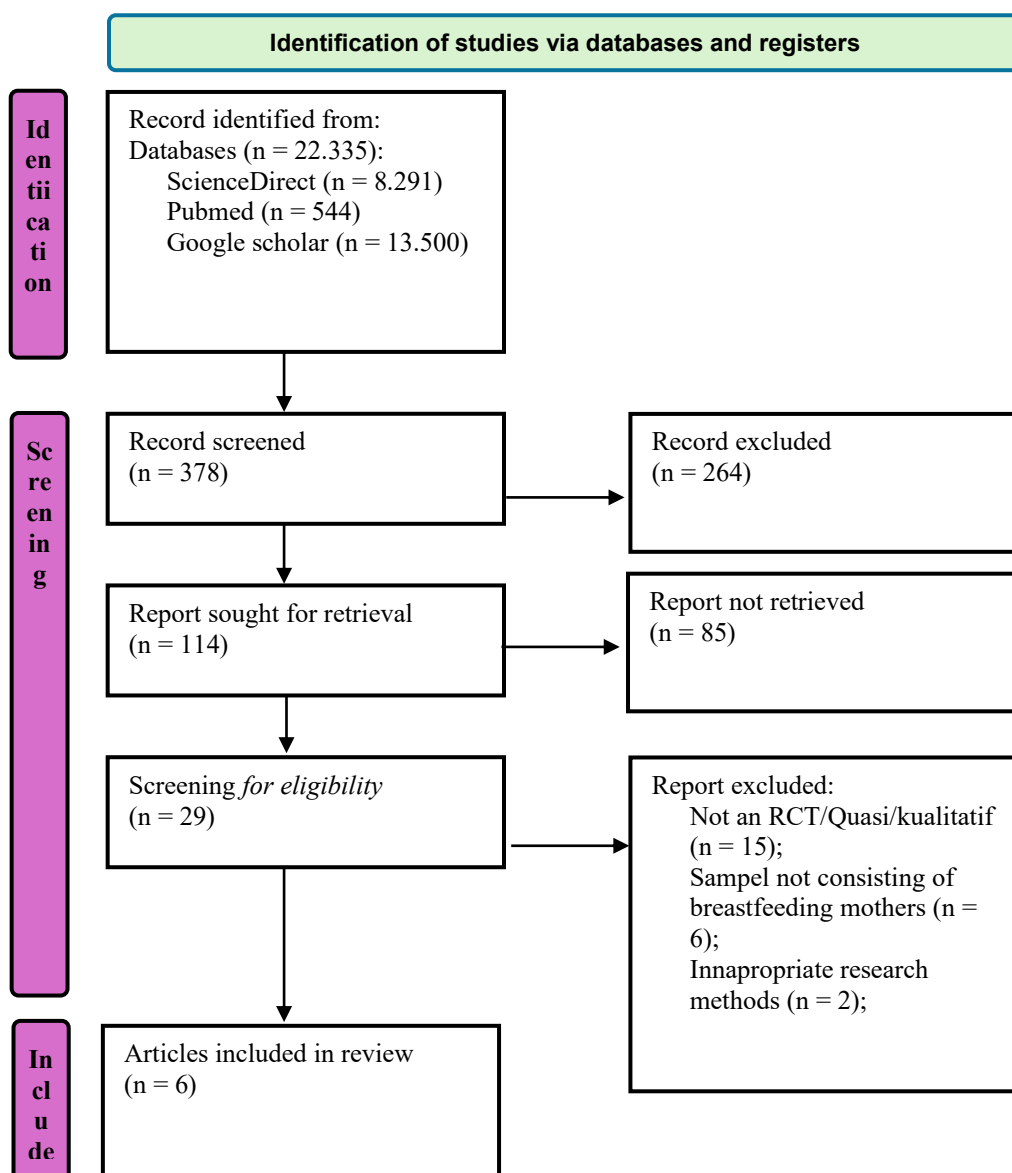 Identification of studies via databases and registers
Id
en
tii
ca
ti
on
Record identified from:
Databases (n = 22.335):
ScienceDirect (n = 8.291)
Pubmed (n = 544)
Google scholar (n = 13.500)
Sc
re
en
in
g
Record screened
(n = 378)
Record excluded
(n = 264)
Report sought for retrieval
(n = 114)
Report not retrieved
(n = 85)
Screening for eligibility
(n = 29)
Report excluded:
Not an RCT/Quasi/kualitatif
(n = 15);
Sampel not consisting of
breastfeeding mothers (n =
6);
Innapropriate research
methods (n = 2);
In
cl
u
de
Articles included in review
(n = 6)